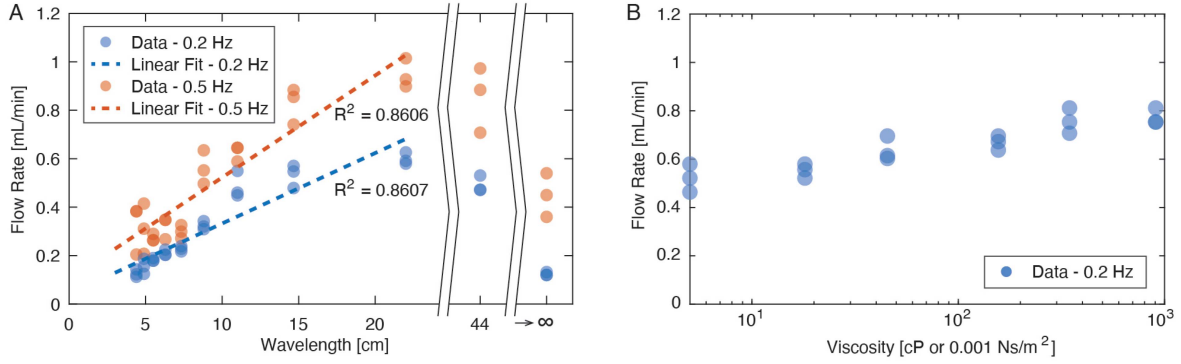 A
Data - 0.2 Hz
Linear Fit - 0.2 Hz
Data - 0.5 Hz
Linear Fit - 0.5 Hz
R² = 0.8606
R² = 0.8607
Flow Rate [mL/min]
1.2
1
0.8
0.6
0.4
0.2
0
0 5 10 15 20 44 → ∞
Wavelength [cm]
B
Flow Rate [mL/min]
1.2
1
0.8
0.6
0.4
0.2
0
Data - 0.2 Hz
10¹ 10² 10³
Viscosity [cP or 0.001 Ns/m²]